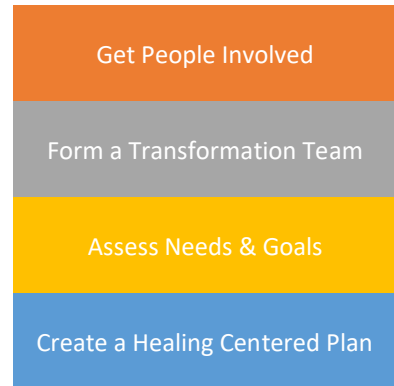 Get People Involved
Form a Transformation Team
Assess Needs & Goals
Create a Healing Centered Plan